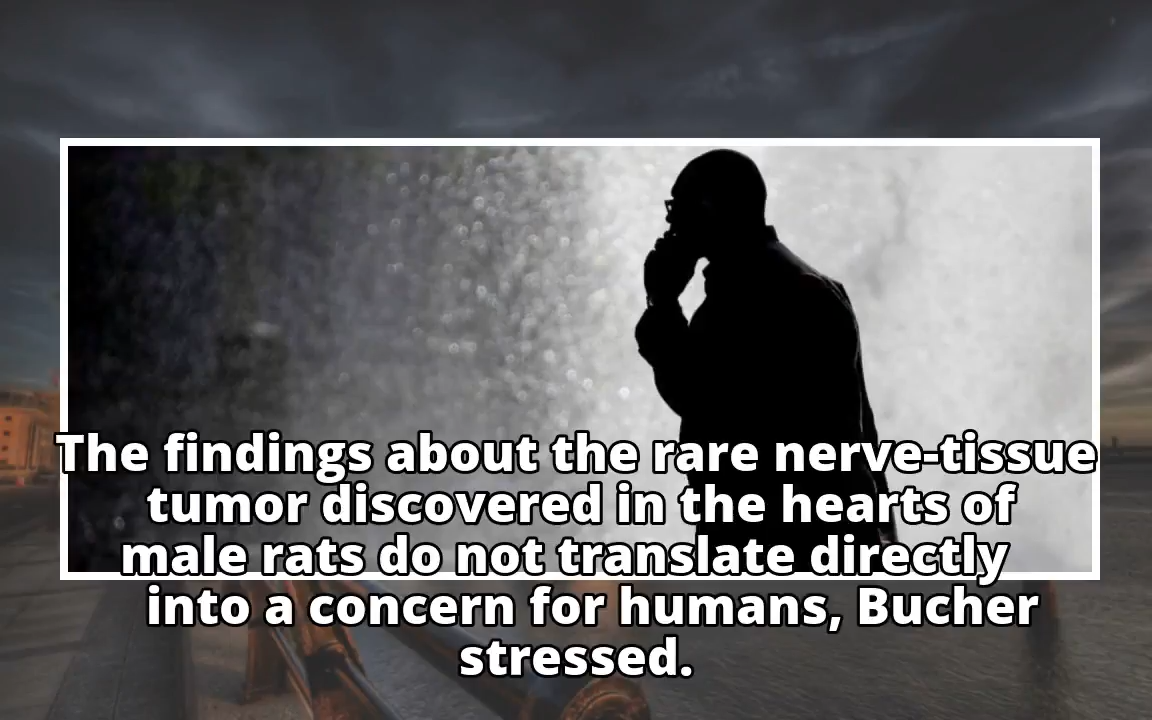 The findings about the rare nerve-tissue
tumor discovered in the hearts of
male rats do not translate directly
into a concern for humans, Bucher
stressed.